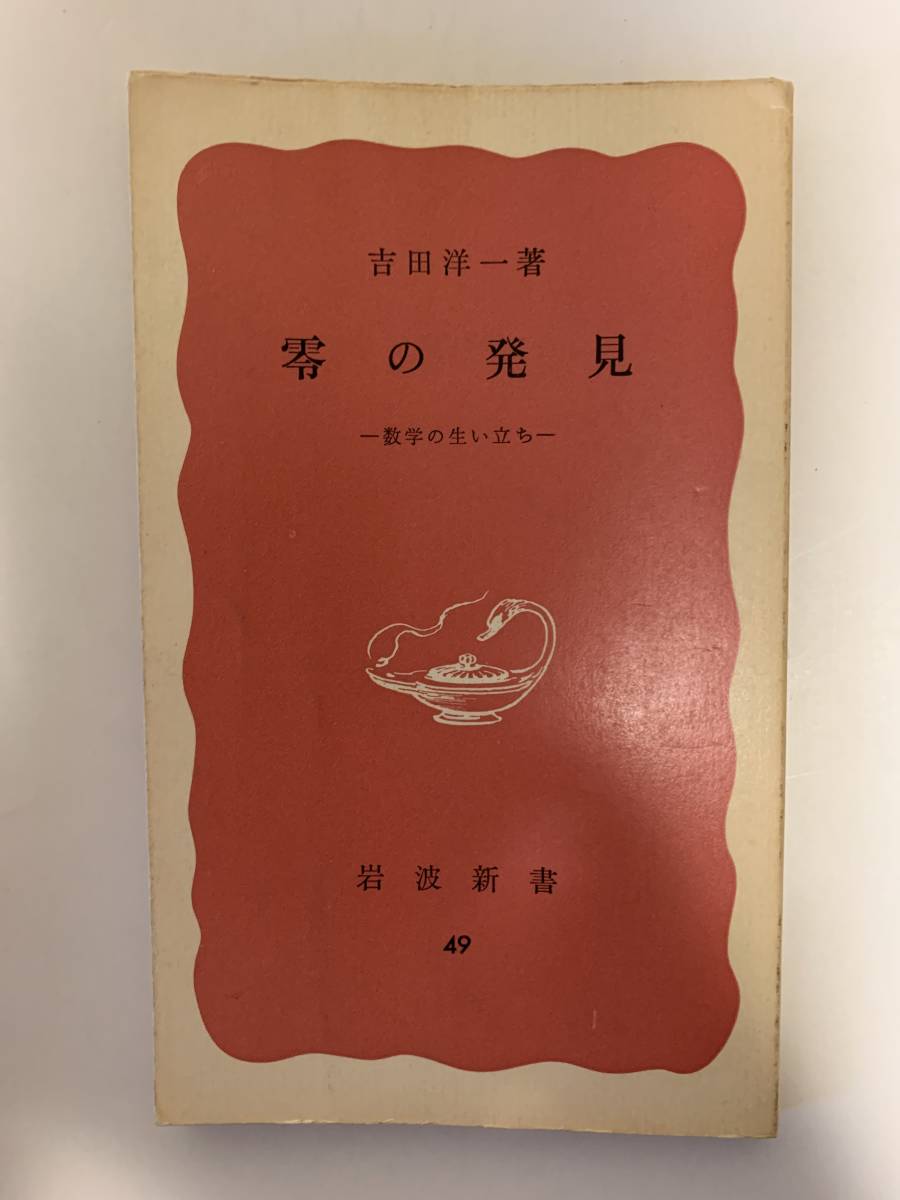 吉田洋一著
零の発見
―数学の生い立ち―
岩波新書
49